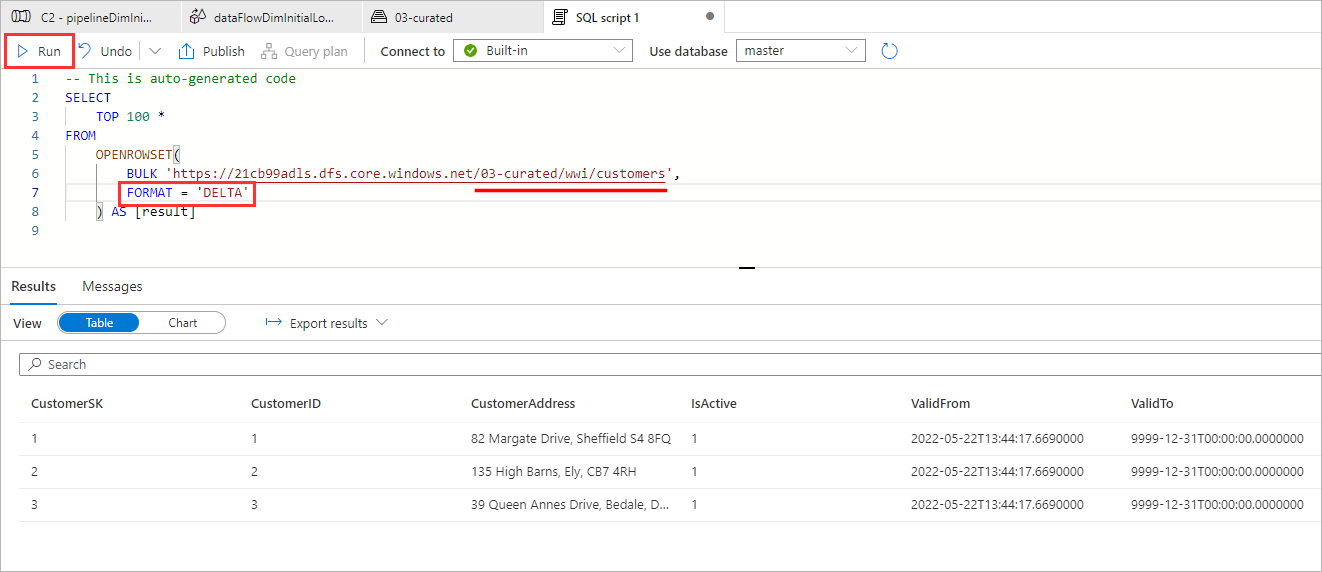 C2 - pipelineDimIni... dataFlowDimInitialLo... 03-curated SQL script 1
Run Undo Publish Query plan Connect to Built-in Use database master
1 -- This is auto-generated code
2 SELECT
3 TOP 100 *
4 FROM
5 OPENROWSET(
6 BULK 'https://21cb99adls.dfs.core.windows.net/03-curated/wwi/customers',
7 FORMAT = 'DELTA'
8 ) AS [result]
9
Results Messages
View Table Chart Export results
Search
CustomerSK CustomerID CustomerAddress IsActive ValidFrom ValidTo
1 1 82 Margate Drive, Sheffield S4 8FQ 1 2022-05-22T13:44:17.6690000 9999-12-31T00:00:00.0000000
2 2 135 High Barns, Ely, CB7 4RH 1 2022-05-22T13:44:17.6690000 9999-12-31T00:00:00.0000000
3 3 39 Queen Annes Drive, Bedale, D... 1 2022-05-22T13:44:17.6690000 9999-12-31T00:00:00.0000000